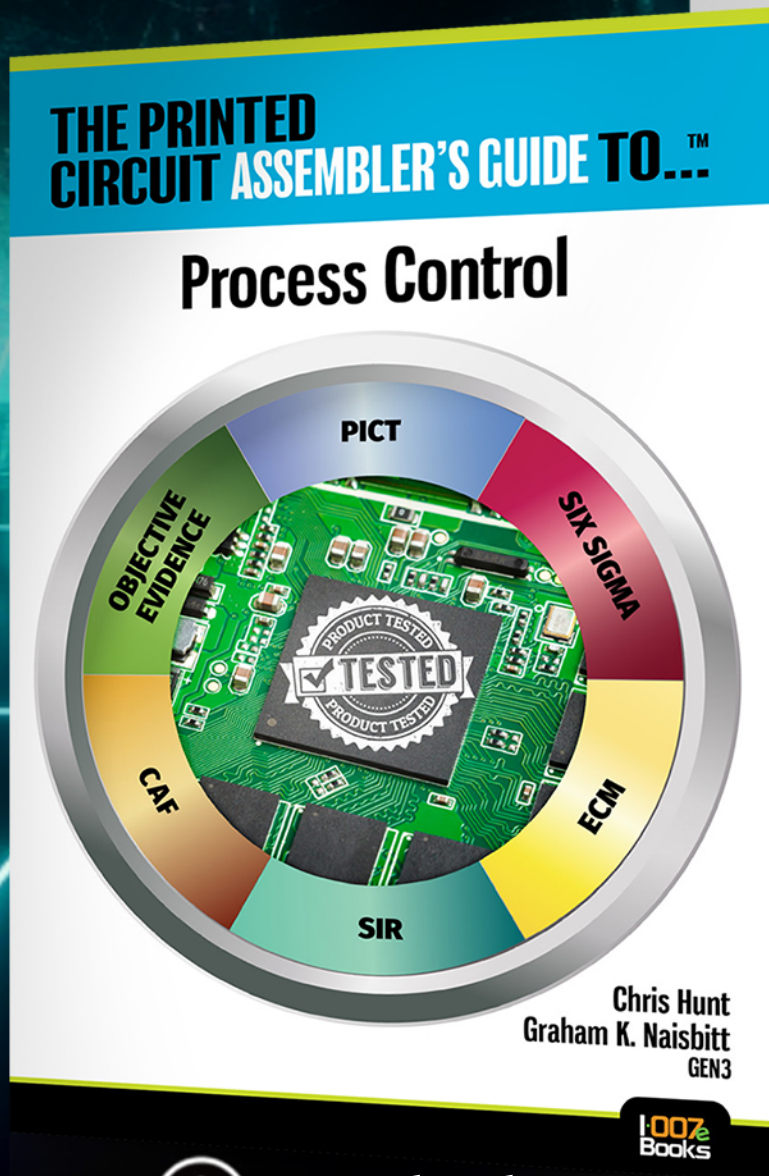 THE PRINTED
CIRCUIT ASSEMBLER'S GUIDE TO...™
Process Control
PICT
SIX SIGMA
OBJECTIVE
EVIDENCE
PRODUCT TESTED
TESTED
PRODUCT TESTED
CAF
ECM
SIR
Chris Hunt
Graham K. Naisbitt
GEN3
I-007e
Books